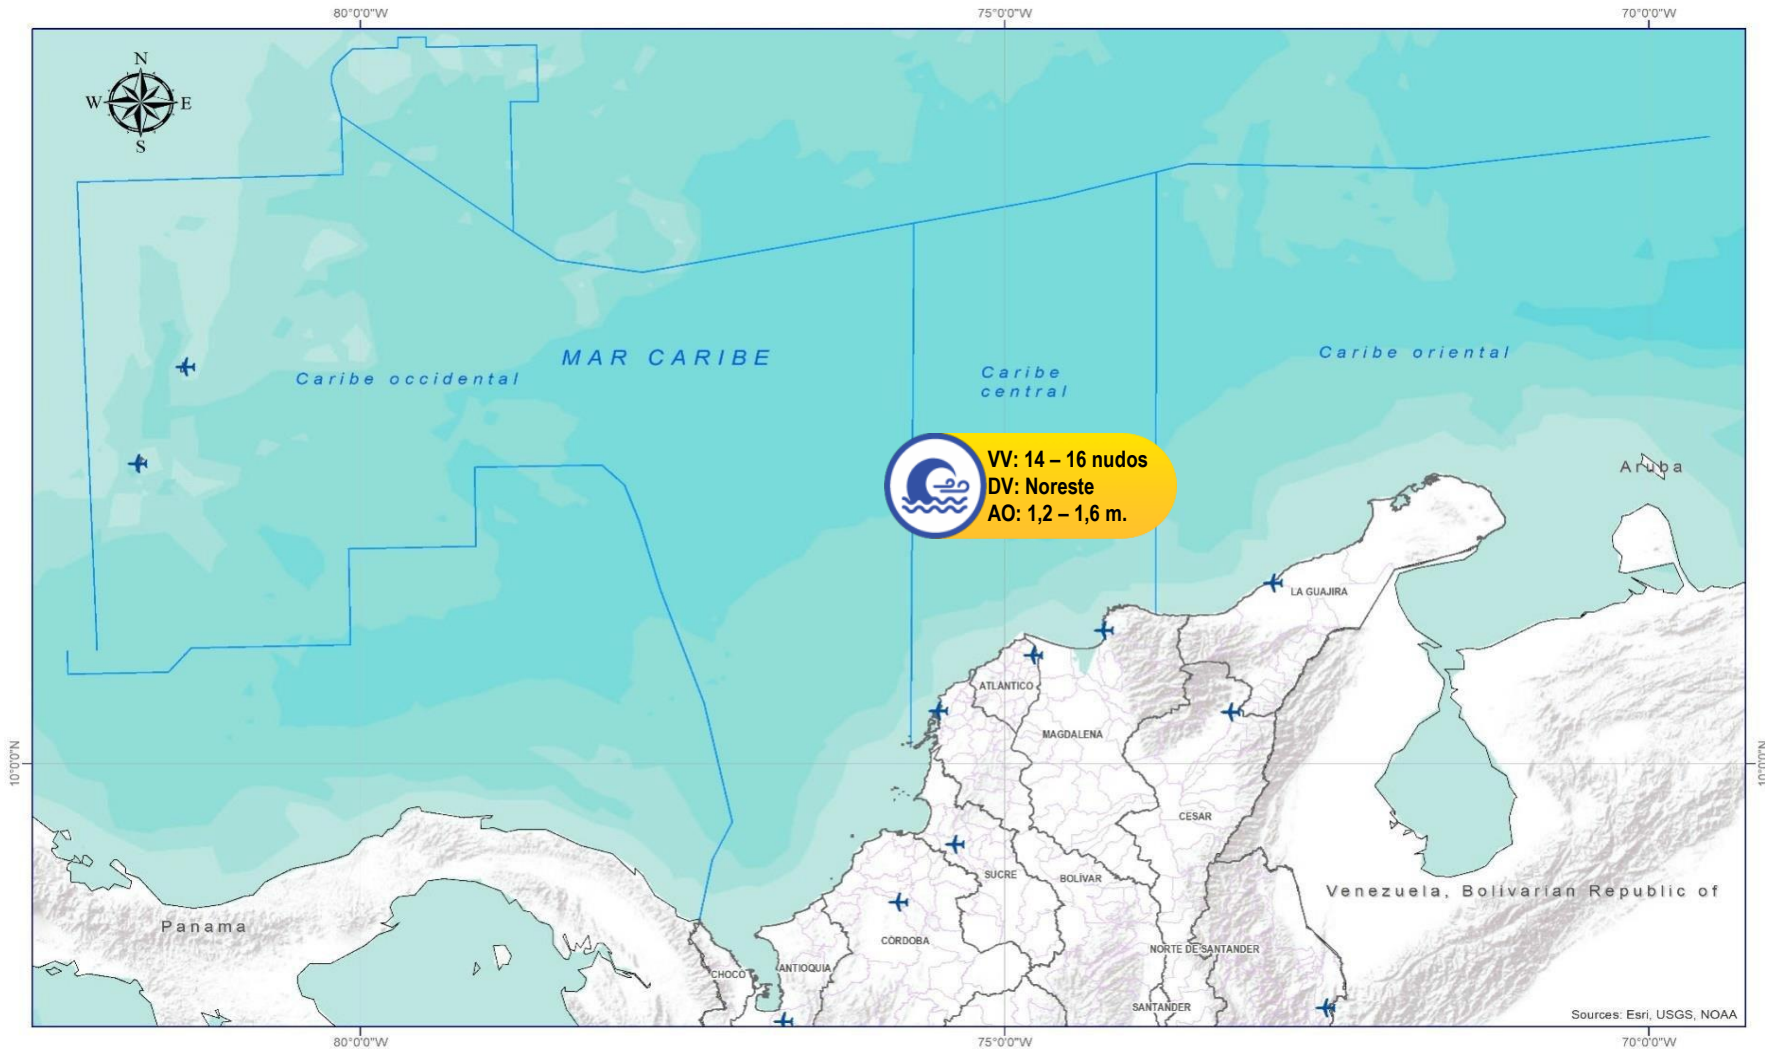 80°0'0"W
75°0'0"W
70°0'0"W
N
W
E
S
MAR CARIBE
Caribe occidental
Caribe
central
Caribe oriental
VV: 14 – 16 nudos
DV: Noreste
AO: 1,2 – 1,6 m.
Aruba
LA GUAJIRA
ATLANTICO
MAGDALENA
10°0'0"N
10°0'0"N
CESAR
SUCRE
BOLÍVAR
Venezuela, Bolivarian Republic of
Panama
CÓRDOBA
NORTE DE SANTANDER
CHOCO
ANTIOQUIA
SANTANDER
Sources: Esri, USGS, NOAA
80°0'0"W
75°0'0"W
70°0'0"W